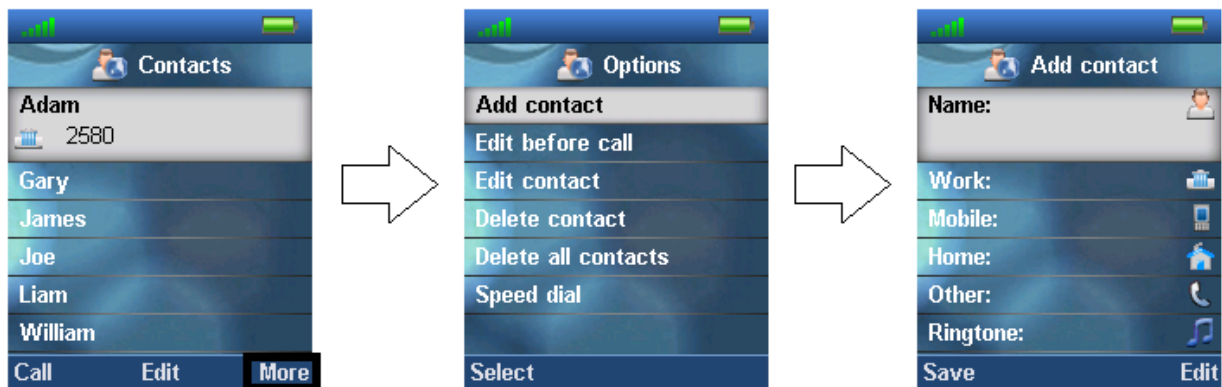 Contacts
Adam
2580
Gary
James
Joe
Liam
William
Call Edit More
Options
Add contact
Edit before call
Edit contact
Delete contact
Delete all contacts
Speed dial
Select
Add contact
Name:
Work:
Mobile:
Home:
Other:
Ringtone:
Save Edit